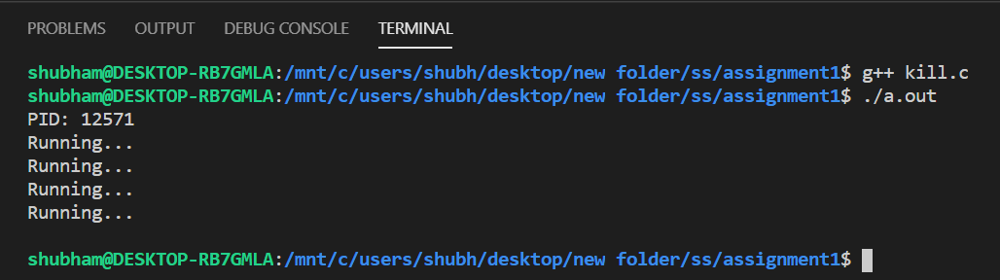 PROBLEMS OUTPUT DEBUG CONSOLE TERMINAL
shubham@DESKTOP-RB7GMLA:/mnt/c/users/shubh/desktop/new folder/ss/assignment1$ g++ kill.c
shubham@DESKTOP-RB7GMLA:/mnt/c/users/shubh/desktop/new folder/ss/assignment1$ ./a.out
PID: 12571
Running...
Running...
Running...
Running...
shubham@DESKTOP-RB7GMLA:/mnt/c/users/shubh/desktop/new folder/ss/assignment1$